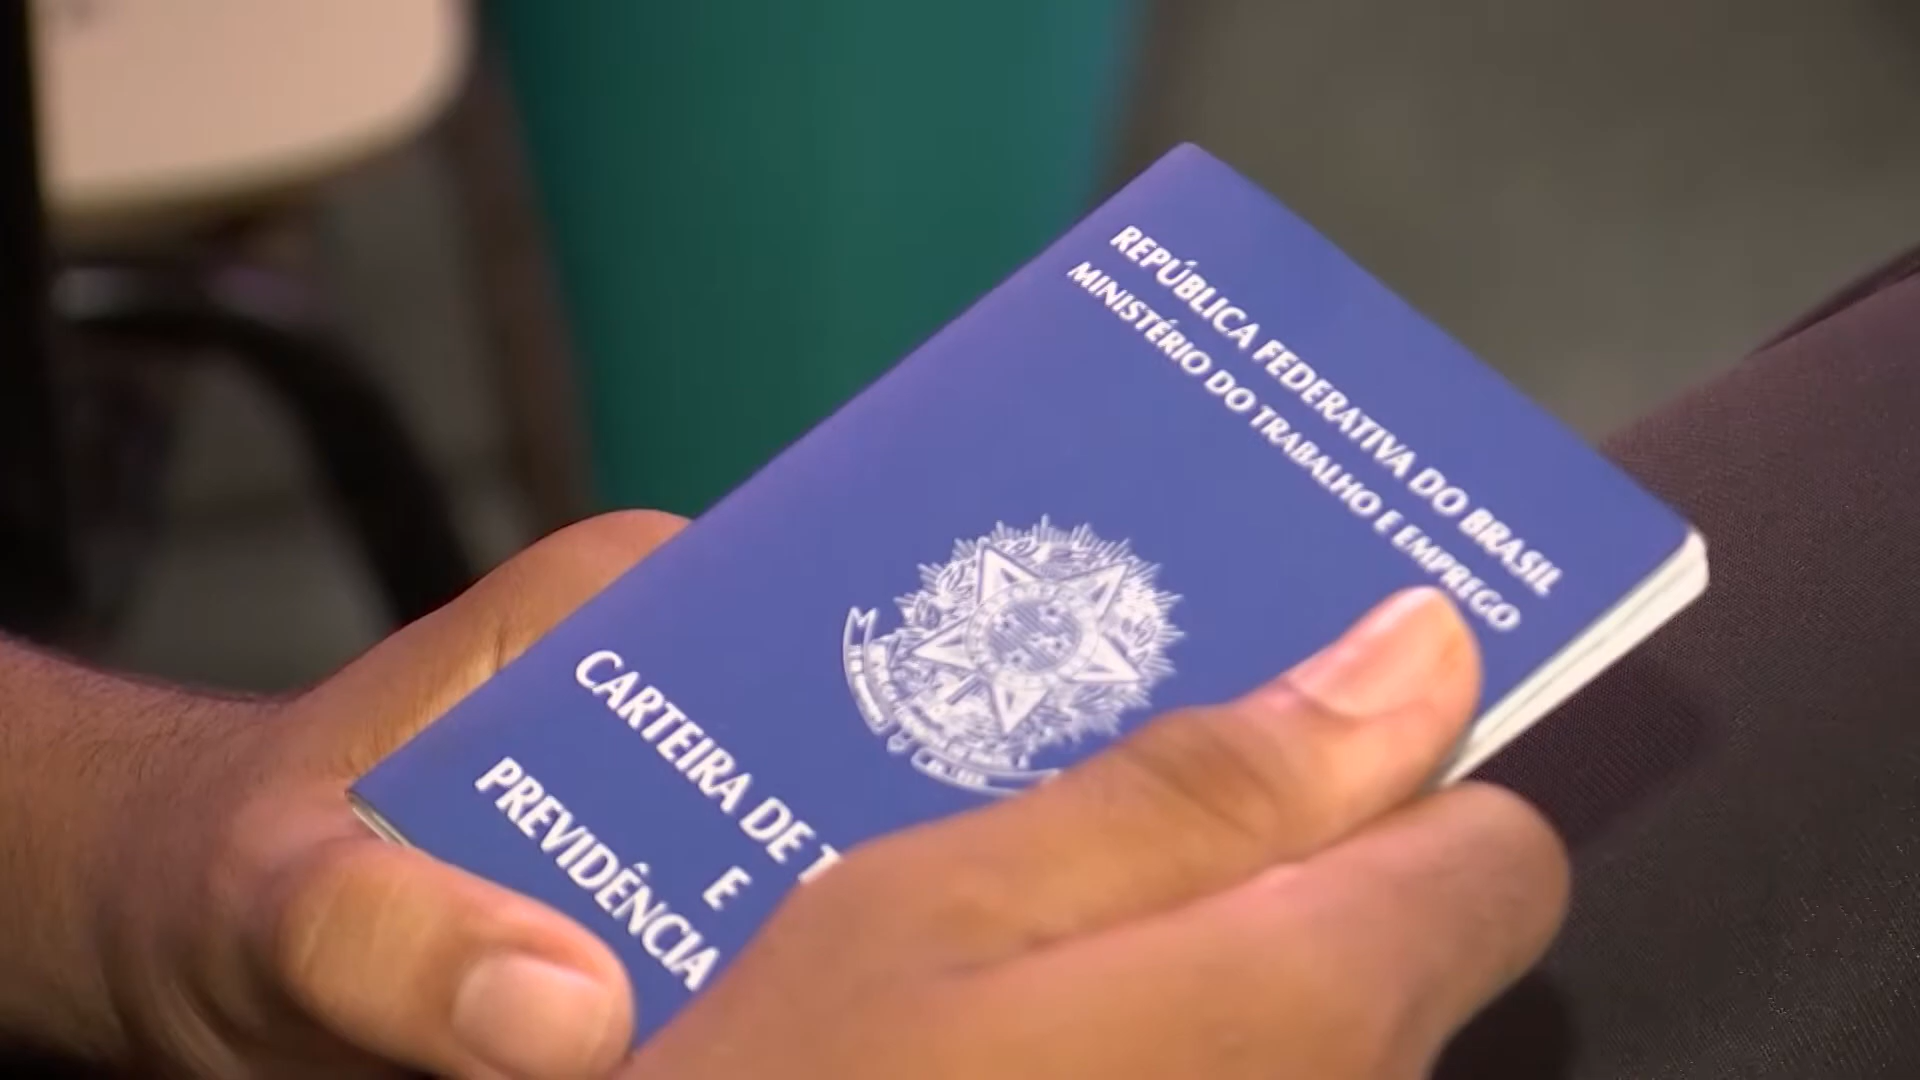 REPÚBLICA FEDERATIVA DO BRASIL
MINISTÉRIO DO TRABALHO E EMPREGO
CARTEIRA DE T
E
PREVIDÊNCIA